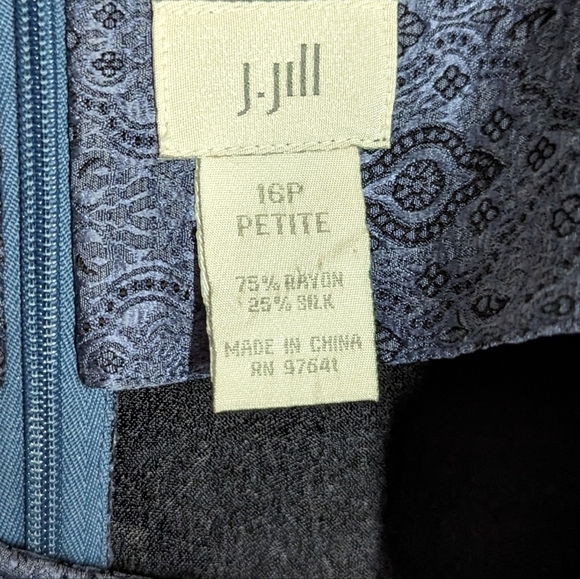 J.Jill
16P
PETITE
75% RAYON
25% SILK
MADE IN CHINA
RN 97641